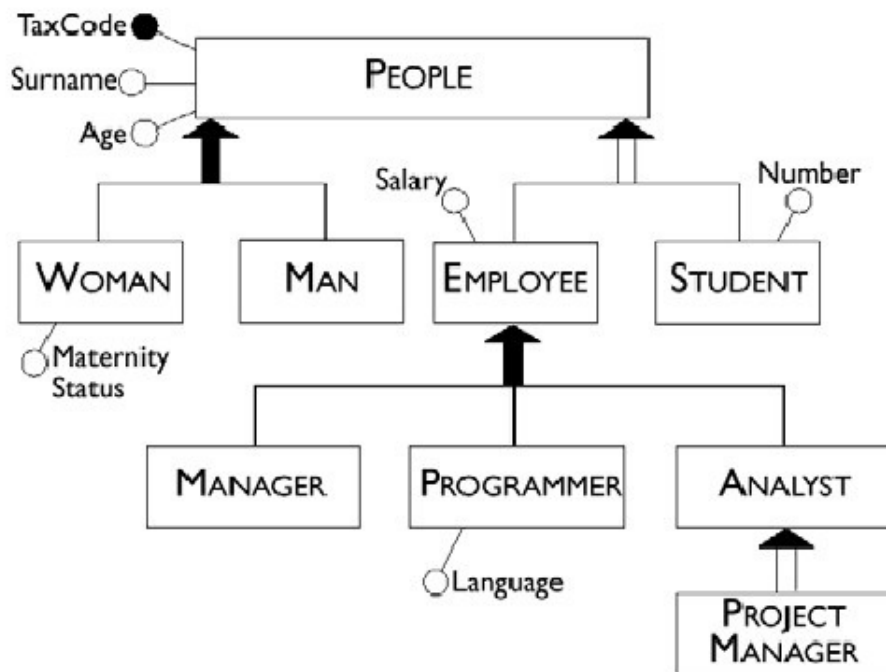 TaxCode
PEOPLE
Surname
Age
Salary
Number
WOMAN
MAN
EMPLOYEE
STUDENT
Maternity
Status
MANAGER
PROGRAMMER
ANALYST
Language
PROJECT
MANAGER